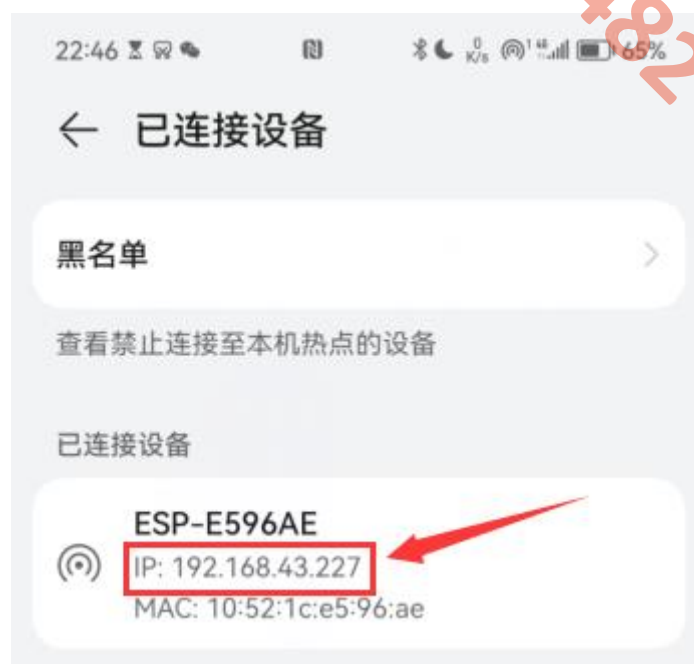 22:46 0 K/s 65%
已连接设备
黑名单
查看禁止连接至本机热点的设备
已连接设备
ESP-E596AE
IP: 192.168.43.227
MAC: 10:52:1c:e5:96:ae
482